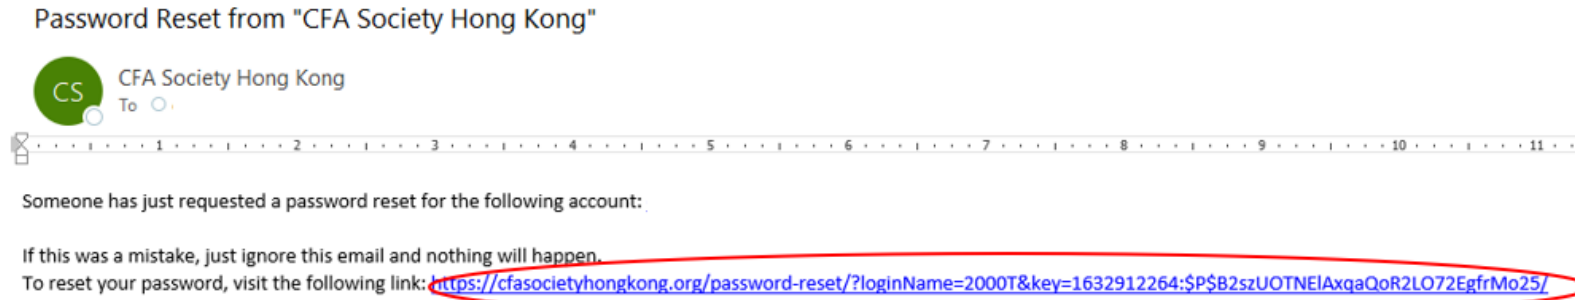 Password Reset from "CFA Society Hong Kong"
CS
CFA Society Hong Kong
To
1 2 3 4 5 6 7 8 9 10 11
Someone has just requested a password reset for the following account:
If this was a mistake, just ignore this email and nothing will happen.
To reset your password, visit the following link: https://cfasocietyhongkong.org/password-reset/?loginName=2000T&key=1632912264:$P$B2szUOTNElAxqaQoR2LO72EgfrMo25/